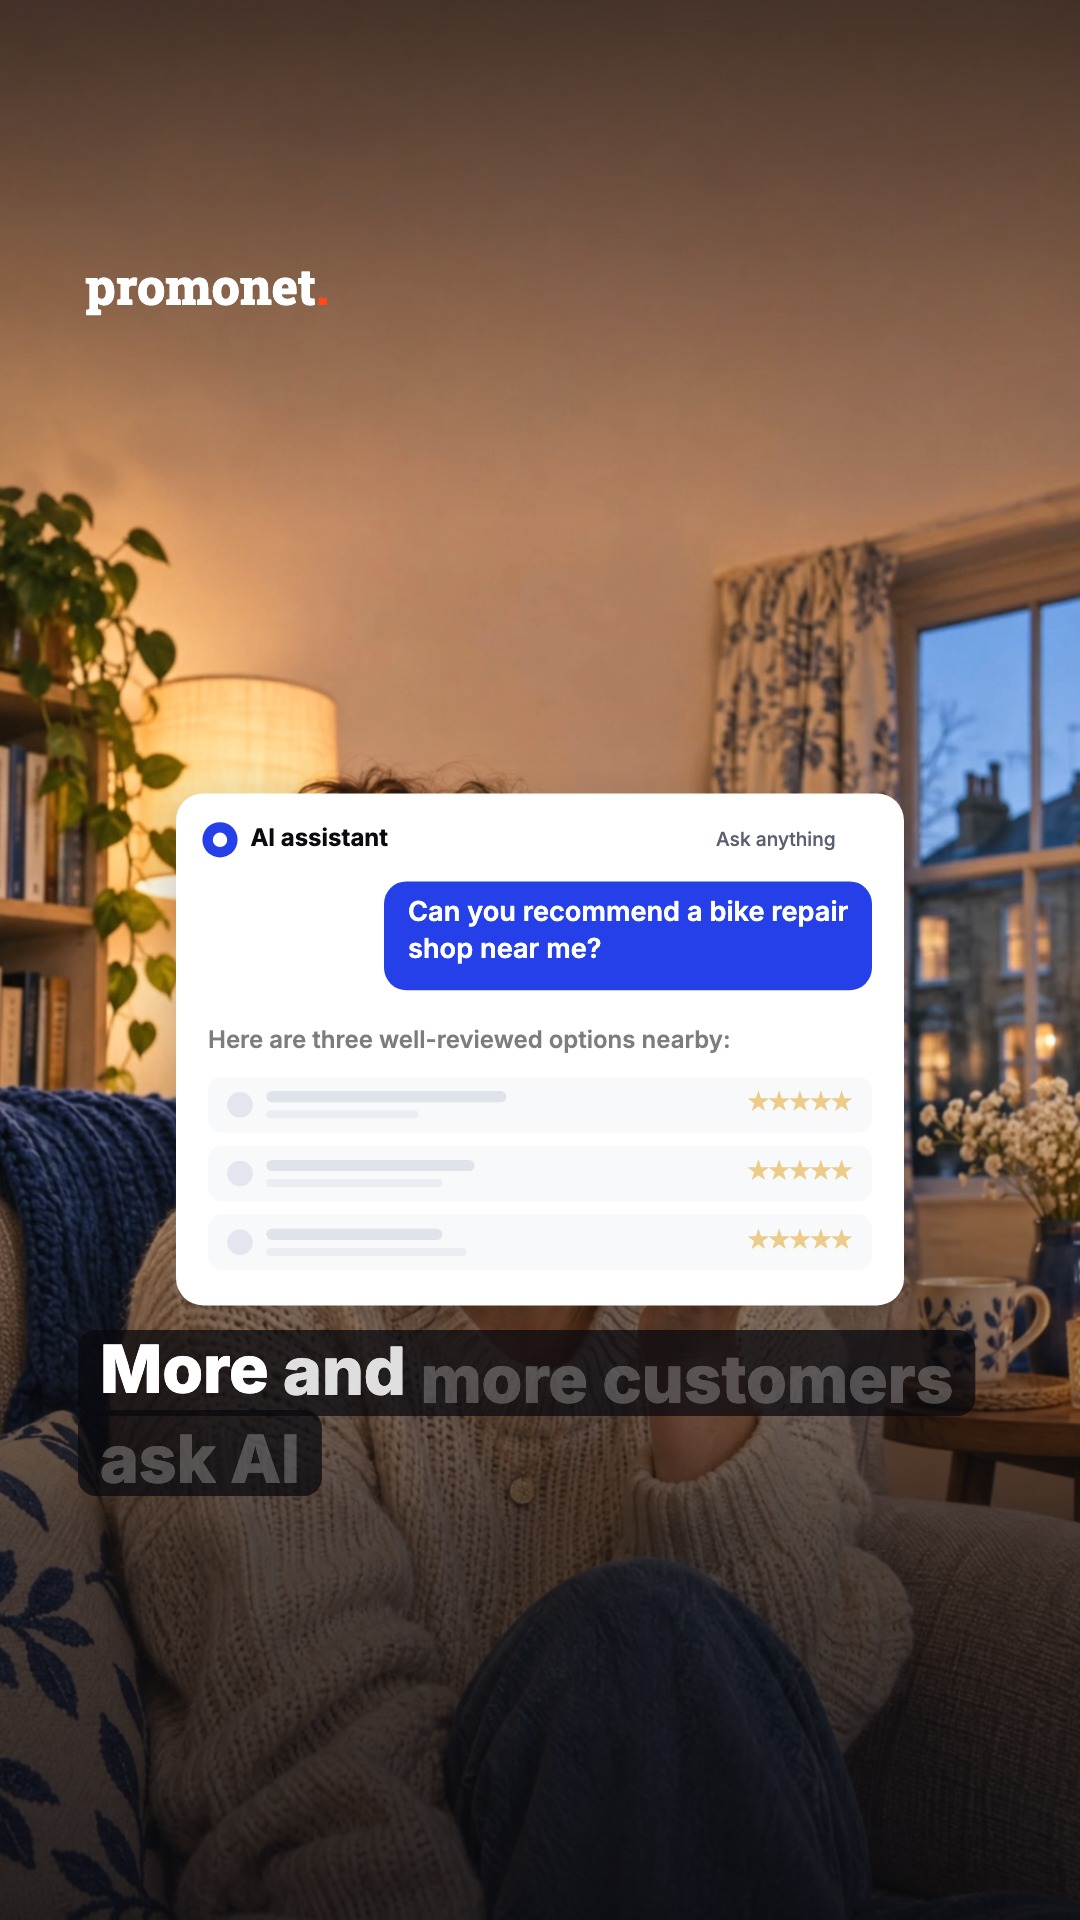 promonet.
AI assistant
Ask anything
Can you recommend a bike repair
shop near me?
Here are three well-reviewed options nearby:
★★★★★
★★★★★
★★★★★
More and more customers
ask AI